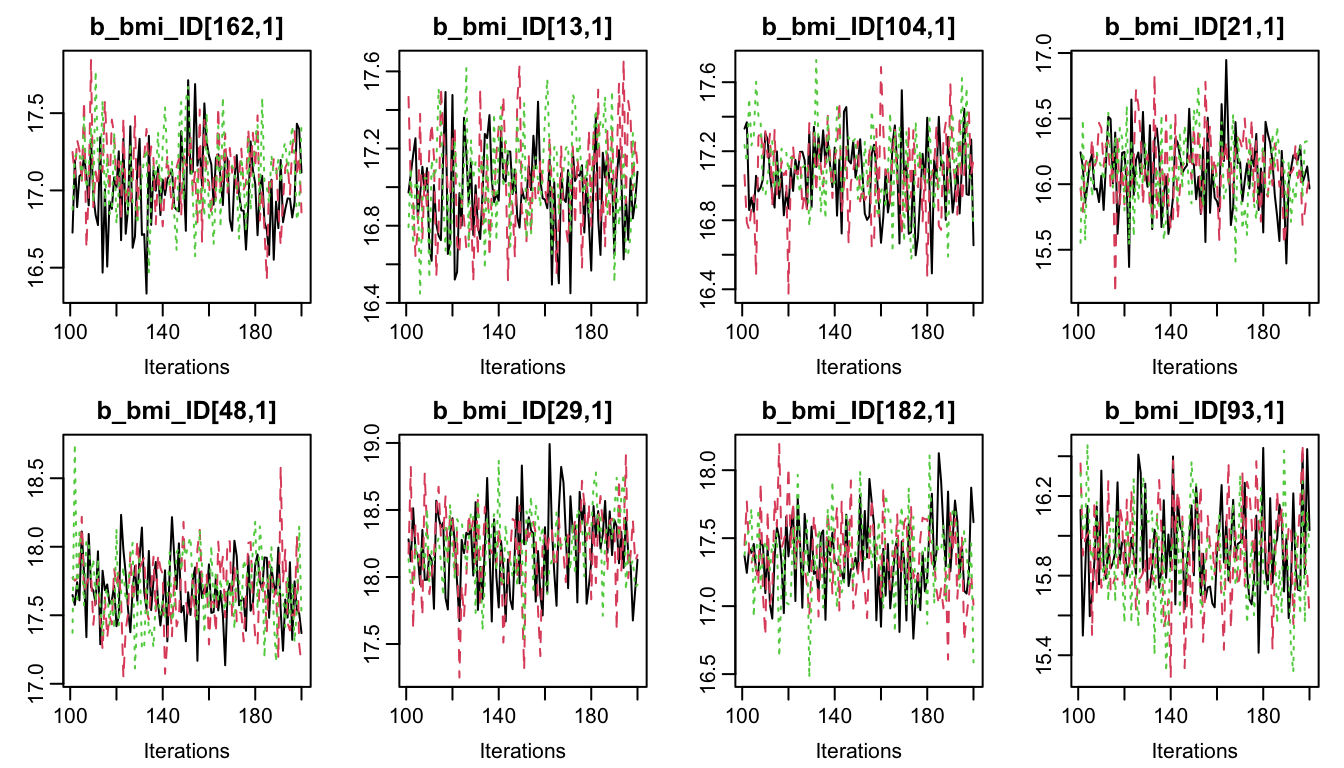 b_bmi_ID[162,1] b_bmi_ID[13,1] b_bmi_ID[104,1] b_bmi_ID[21,1]
16.5 17.0 17.5
16.4 16.8 17.2 17.6
16.4 16.8 17.2 17.6
15.5 16.0 16.5 17.0
100 140 180 100 140 180 100 140 180 100 140 180
Iterations Iterations Iterations Iterations
b_bmi_ID[48,1] b_bmi_ID[29,1] b_bmi_ID[182,1] b_bmi_ID[93,1]
17.0 17.5 18.0 18.5
17.5 18.0 18.5 19.0
16.5 17.0 17.5 18.0
15.4 15.8 16.2
100 140 180 100 140 180 100 140 180 100 140 180
Iterations Iterations Iterations Iterations